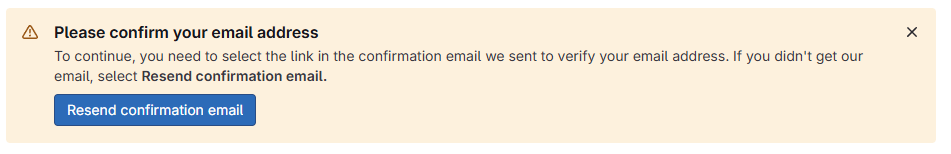 Please confirm your email address
To continue, you need to select the link in the confirmation email we sent to verify your email address. If you didn't get our
email, select Resend confirmation email.
Resend confirmation email